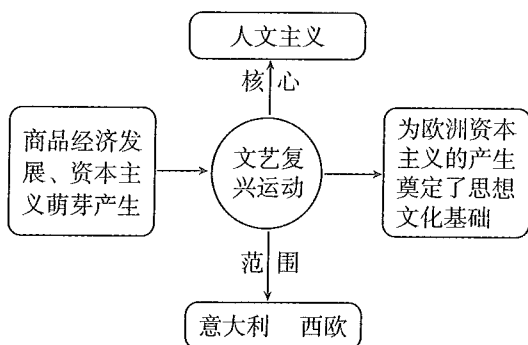 人文主义
核心
商品经济发
展、资本主
义萌芽产生
文艺复
兴运动
为欧洲资本
主义的产生
奠定了思想
文化基础
范围
意大利 西欧